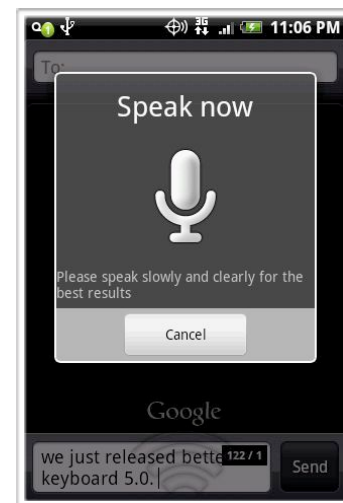 3G 11:06 PM
To:
Speak now
Please speak slowly and clearly for the
best results
Cancel
Google
we just released bette 122 / 1
keyboard 5.0.
Send